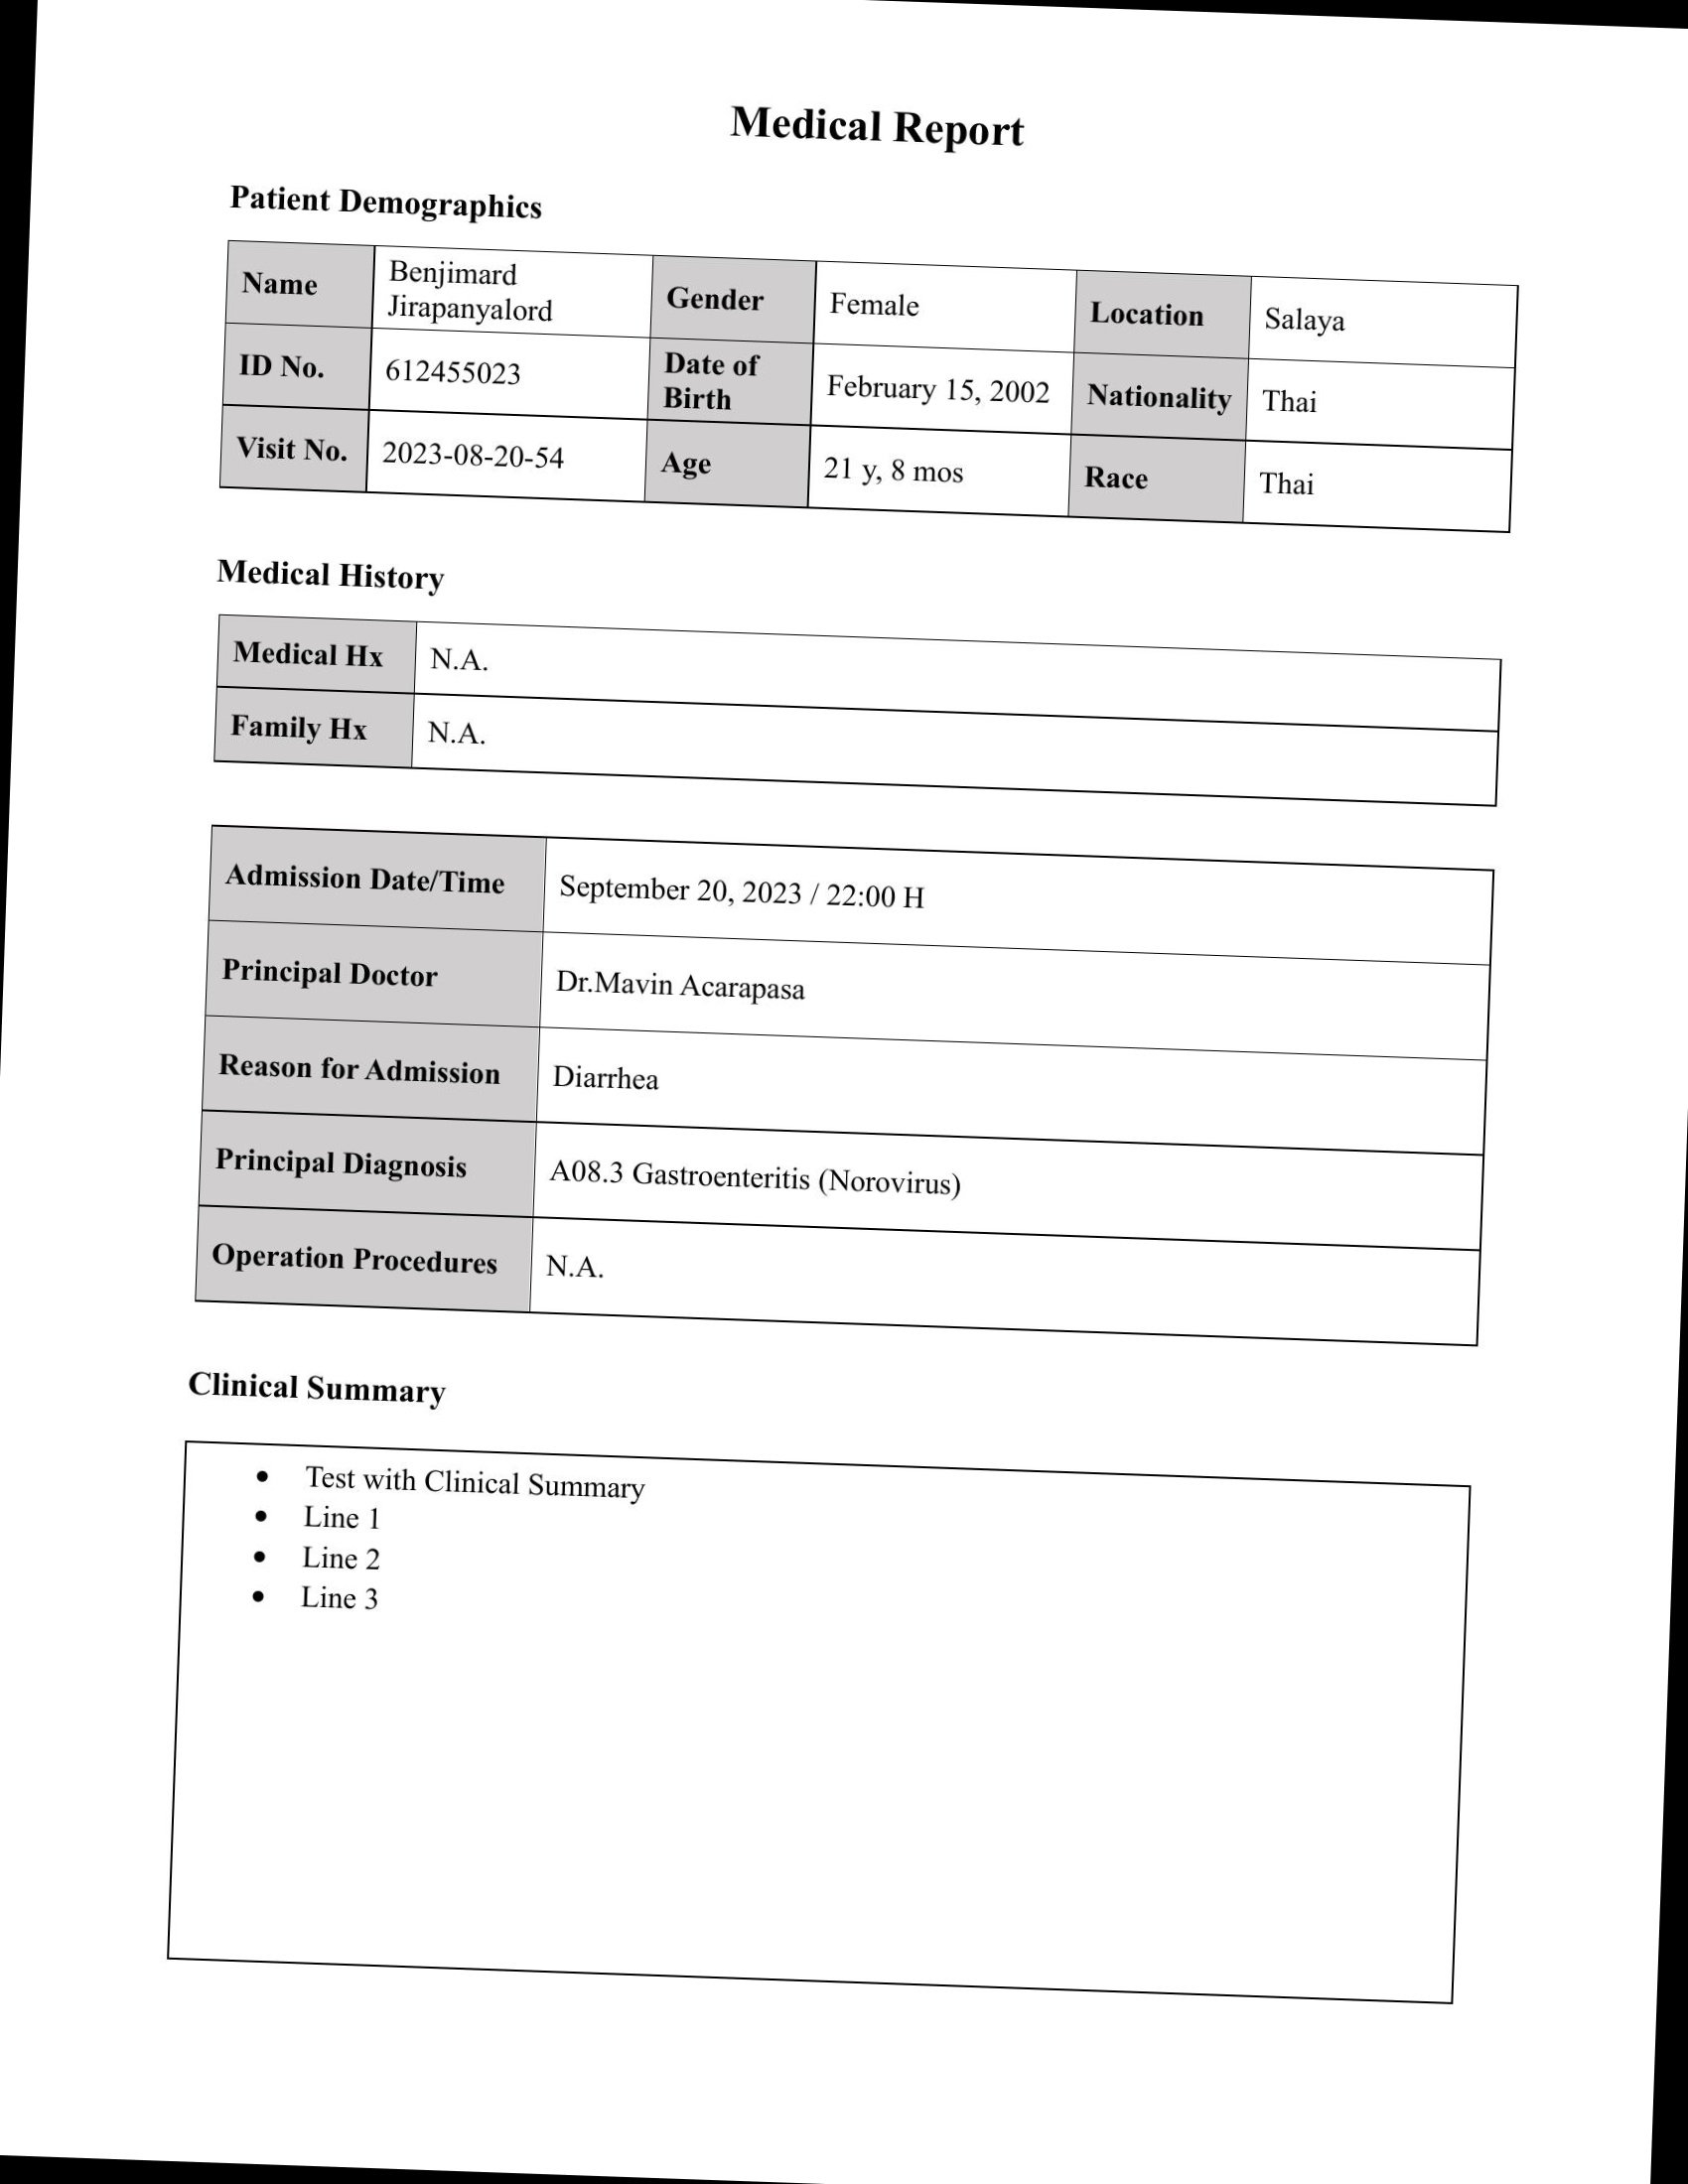 Medical Report
Patient Demographics
Name Benjimard Jirapanyalord Gender Female Location Salaya
ID No. 612455023 Date of Birth February 15, 2002 Nationality Thai
Visit No. 2023-08-20-54 Age 21 y, 8 mos Race Thai
Medical History
Medical Hx N.A.
Family Hx N.A.
Admission Date/Time September 20, 2023 / 22:00 H
Principal Doctor Dr.Mavin Acarapasa
Reason for Admission Diarrhea
Principal Diagnosis A08.3 Gastroenteritis (Norovirus)
Operation Procedures N.A.
Clinical Summary
• Test with Clinical Summary
• Line 1
• Line 2
• Line 3